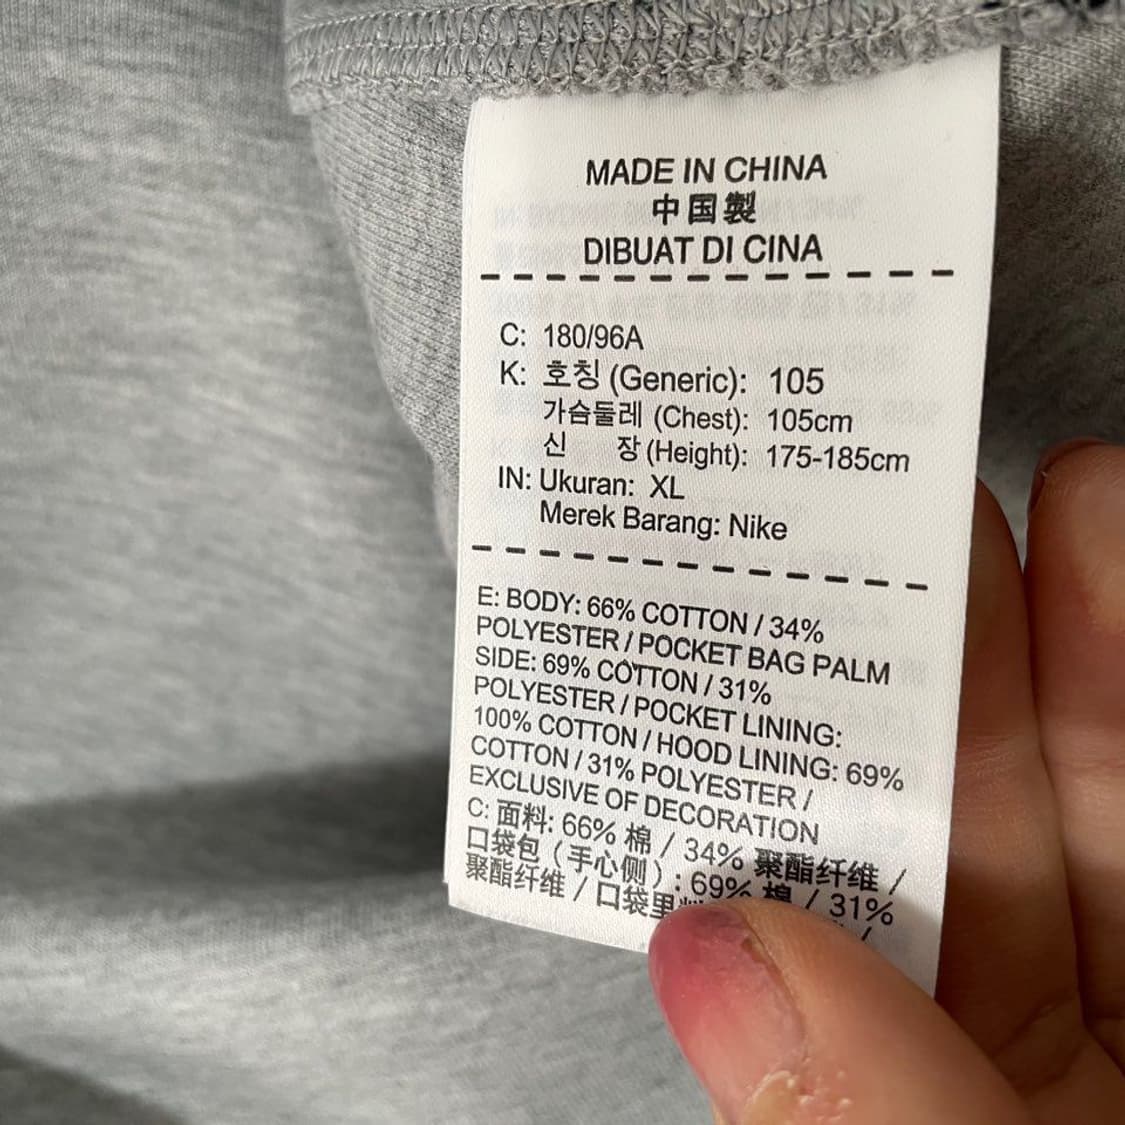 MADE IN CHINA
中国製
DIBUAT DI CINA
C: 180/96A
K: 호칭 (Generic): 105
가슴둘레 (Chest): 105cm
신 장 (Height): 175-185cm
IN: Ukuran: XL
Merek Barang: Nike
E: BODY: 66% COTTON / 34%
POLYESTER / POCKET BAG PALM
SIDE: 69% COTTON / 31%
POLYESTER / POCKET LINING:
100% COTTON / HOOD LINING: 69%
COTTON / 31% POLYESTER /
EXCLUSIVE OF DECORATION
C: 面料: 66% 棉 / 34% 聚酯纤维 /
口袋包（手心侧）: 69% 棉 / 31%
聚酯纤维 / 口袋里